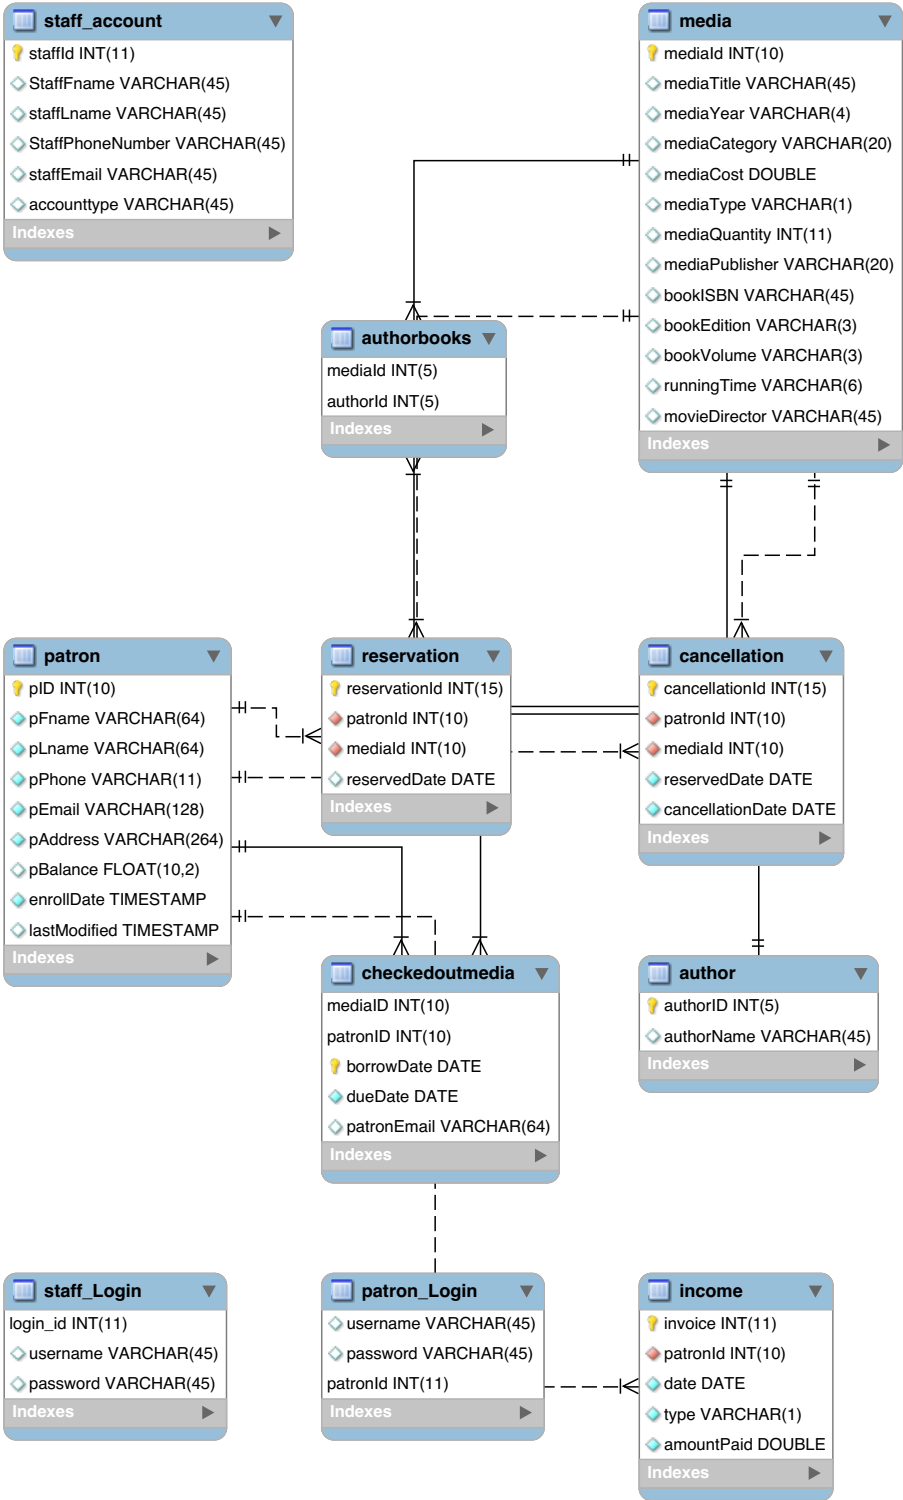 staff_account
staffId INT(11)
StaffFname VARCHAR(45)
staffLname VARCHAR(45)
StaffPhoneNumber VARCHAR(45)
staffEmail VARCHAR(45)
accounttype VARCHAR(45)
Indexes
media
mediaId INT(10)
mediaTitle VARCHAR(45)
mediaYear VARCHAR(4)
mediaCategory VARCHAR(20)
mediaCost DOUBLE
mediaType VARCHAR(1)
mediaQuantity INT(11)
mediaPublisher VARCHAR(20)
bookISBN VARCHAR(45)
bookEdition VARCHAR(3)
bookVolume VARCHAR(3)
runningTime VARCHAR(6)
movieDirector VARCHAR(45)
Indexes
authorbooks
mediaId INT(5)
authorId INT(5)
Indexes
patron
pID INT(10)
pFname VARCHAR(64)
pLname VARCHAR(64)
pPhone VARCHAR(11)
pEmail VARCHAR(128)
pAddress VARCHAR(264)
pBalance FLOAT(10,2)
enrollDate TIMESTAMP
lastModified TIMESTAMP
Indexes
reservation
reservationId INT(15)
patronId INT(10)
mediaId INT(10)
reservedDate DATE
Indexes
cancellation
cancellationId INT(15)
patronId INT(10)
mediaId INT(10)
reservedDate DATE
cancellationDate DATE
Indexes
checkedoutmedia
mediaID INT(10)
patronID INT(10)
borrowDate DATE
dueDate DATE
patronEmail VARCHAR(64)
Indexes
author
authorID INT(5)
authorName VARCHAR(45)
Indexes
staff_Login
login_id INT(11)
username VARCHAR(45)
password VARCHAR(45)
Indexes
patron_Login
username VARCHAR(45)
password VARCHAR(45)
patronId INT(11)
Indexes
income
invoice INT(11)
patronId INT(10)
date DATE
type VARCHAR(1)
amountPaid DOUBLE
Indexes